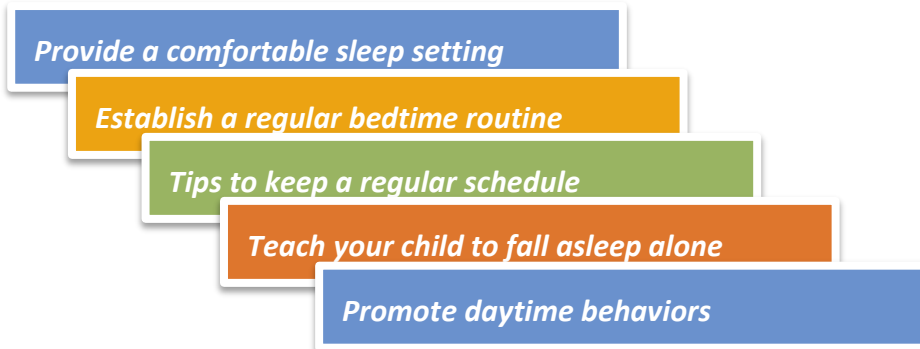 Provide a comfortable sleep setting
Establish a regular bedtime routine
Tips to keep a regular schedule
Teach your child to fall asleep alone
Promote daytime behaviors